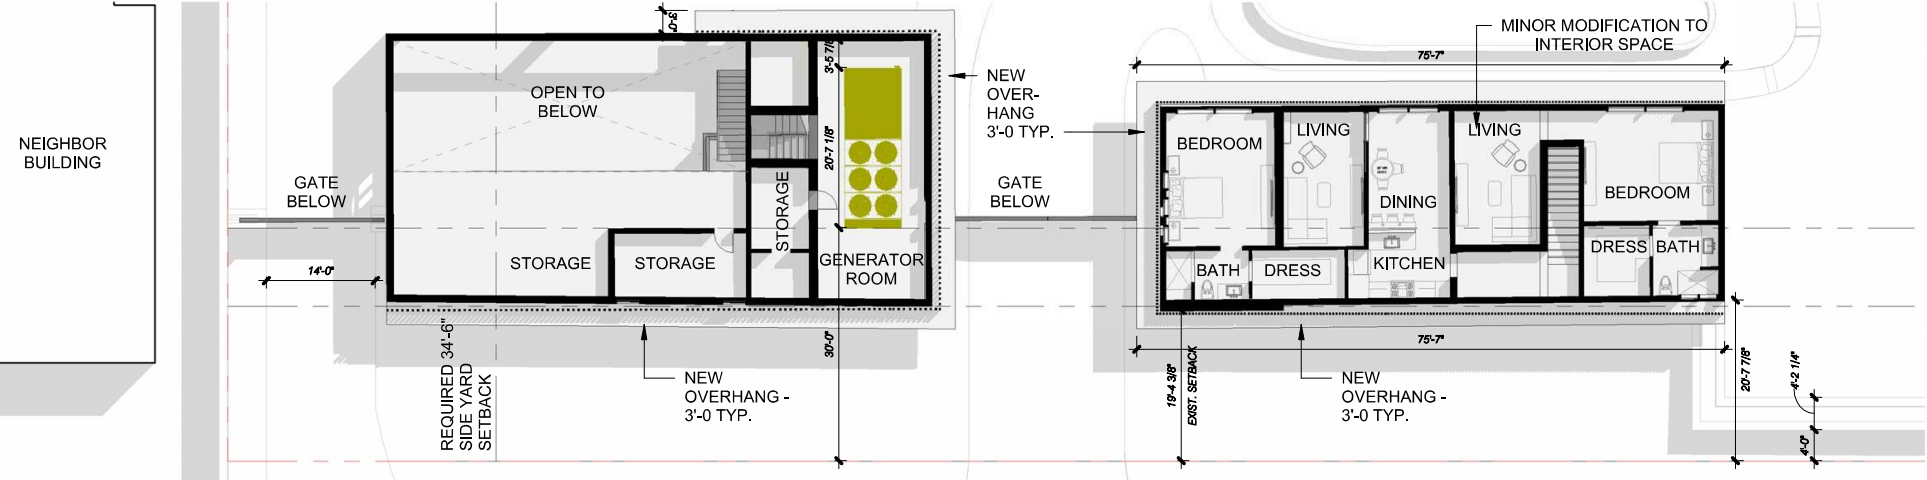 3'-0"
MINOR MODIFICATION TO
INTERIOR SPACE
75'-7"
3'-5 7/8"
NEW
OVER-
HANG
3'-0 TYP.
OPEN TO
BELOW
NEIGHBOR
BUILDING
20'-7 1/8"
BEDROOM
LIVING
LIVING
GATE
BELOW
STORAGE
GATE
BELOW
DINING
BEDROOM
STORAGE
STORAGE
GENERATOR
ROOM
BATH
DRESS
KITCHEN
DRESS
BATH
14'-0"
REQUIRED 34'-6"
SIDE YARD
SETBACK
30'-0"
75'-7"
NEW
OVERHANG -
3'-0 TYP.
19'-4 3/8"
EXIST. SETBACK
NEW
OVERHANG -
3'-0 TYP.
20'-7 7/8"
4'-2 1/4"
4'-0"